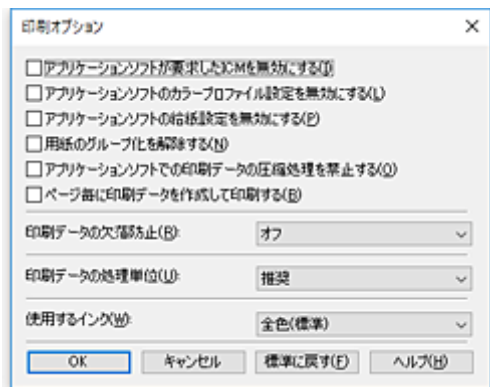 印刷オプション
アプリケーションソフトが要求したICMを無効にする(J)
アプリケーションソフトのカラープロファイル設定を無効にする(L)
アプリケーションソフトの給紙設定を無効にする(P)
用紙のグループ化を解除する(N)
アプリケーションソフトでの印刷データの圧縮処理を禁止する(O)
ページ毎に印刷データを作成して印刷する(B)
印刷データの欠落防止(R): オフ
印刷データの処理単位(U): 推奨
使用するインク(W): 全色(標準)
OK キャンセル 標準に戻す(F) ヘルプ(H)